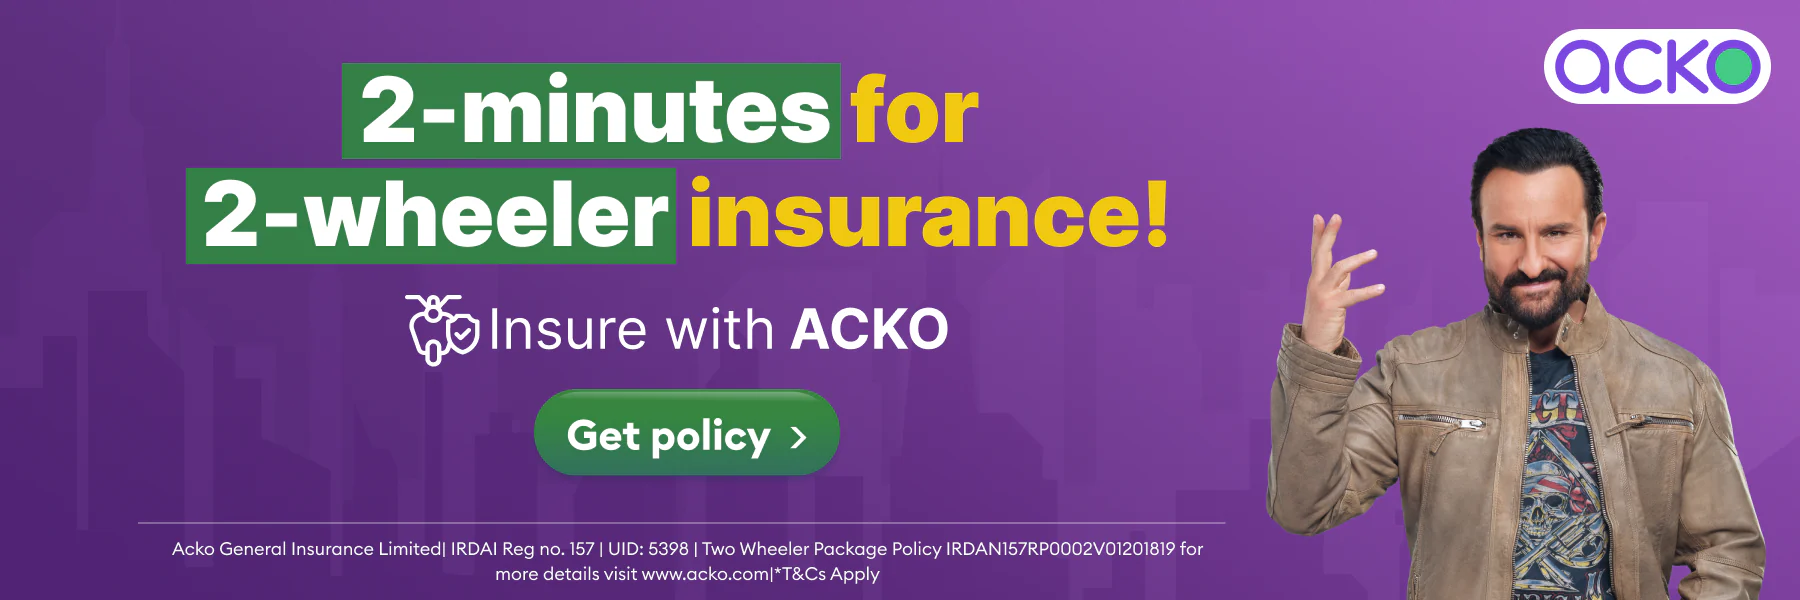 acko
2-minutes for
2-wheeler insurance!
Insure with ACKO
Get policy >
Acko General Insurance Limited| IRDAI Reg no. 157 | UID: 5398 | Two Wheeler Package Policy IRDAN157RP0002V01201819 for
more details visit www.acko.com|*T&Cs Apply